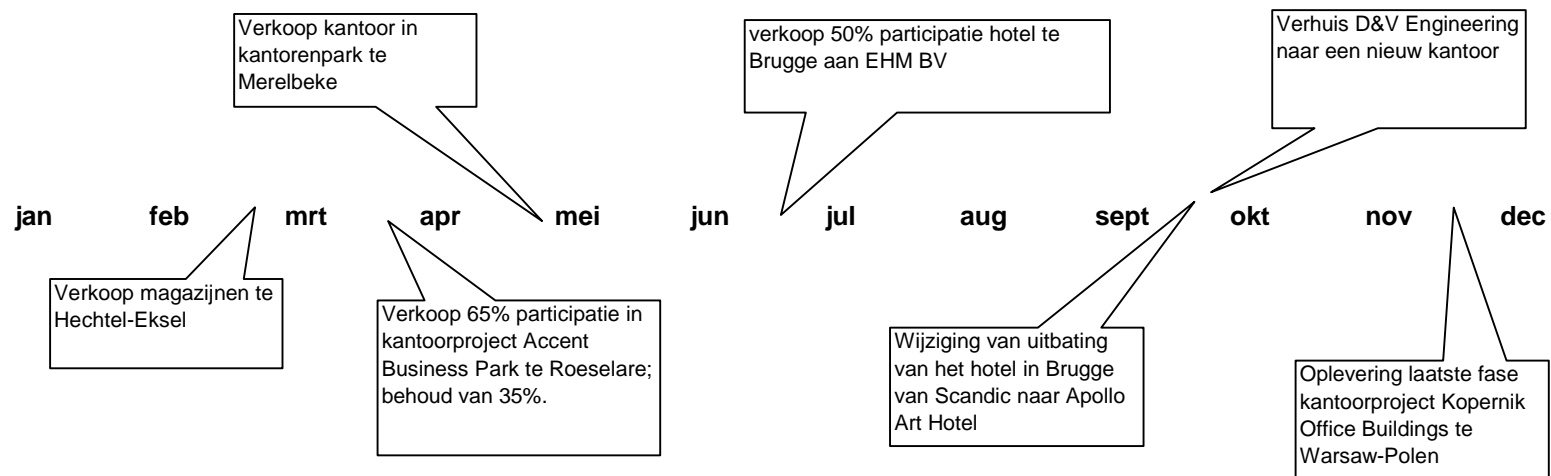 Verkoop kantoor in
kantorenpark te
Merelbeke
verkoop 50% participatie hotel te
Brugge aan EHM BV
Verhuis D&V Engineering
naar een nieuw kantoor
jan feb mrt apr mei jun jul aug sept okt nov dec
Verkoop magazijnen te
Hechtel-Eksel
Verkoop 65% participatie in
kantoorproject Accent
Business Park te Roeselare;
behoud van 35%.
Wijziging van uitbating
van het hotel in Brugge
van Scandic naar Apollo
Art Hotel
Oplevering laatste fase
kantoorproject Kopernik
Office Buildings te
Warsaw-Polen